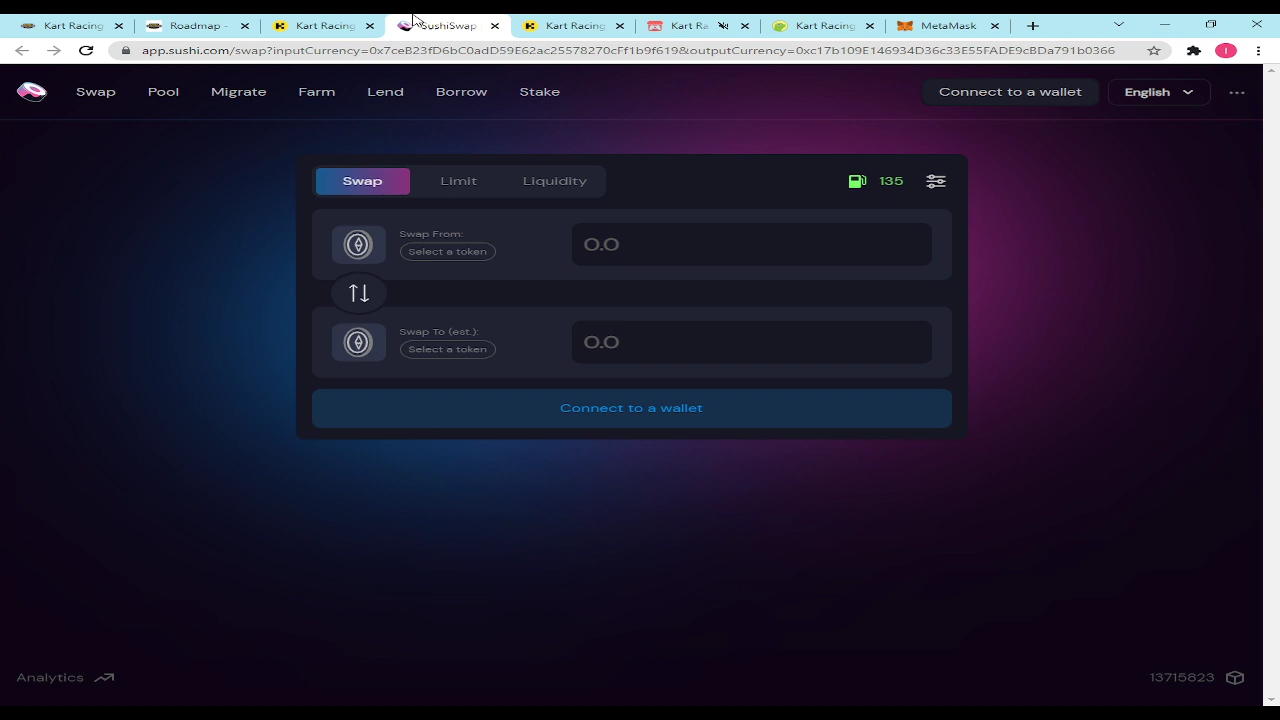 Kart Racing
Roadmap -
Kart Racing
SushiSwap
Kart Racing
Kart Ra
Kart Racing
MetaMask
app.sushi.com/swap?inputCurrency=0x7ceB23fD6bC0adD59E62ac25578270cFf1b9f619&outputCurrency=0xc17b109E146934D36c33E55FADE9cBDa791b0366
I
Swap
Pool
Migrate
Farm
Lend
Borrow
Stake
Connect to a wallet
English
Swap
Limit
Liquidity
135
Swap From:
Select a token
0.0
Swap To (est.):
Select a token
0.0
Connect to a wallet
Analytics
13715823